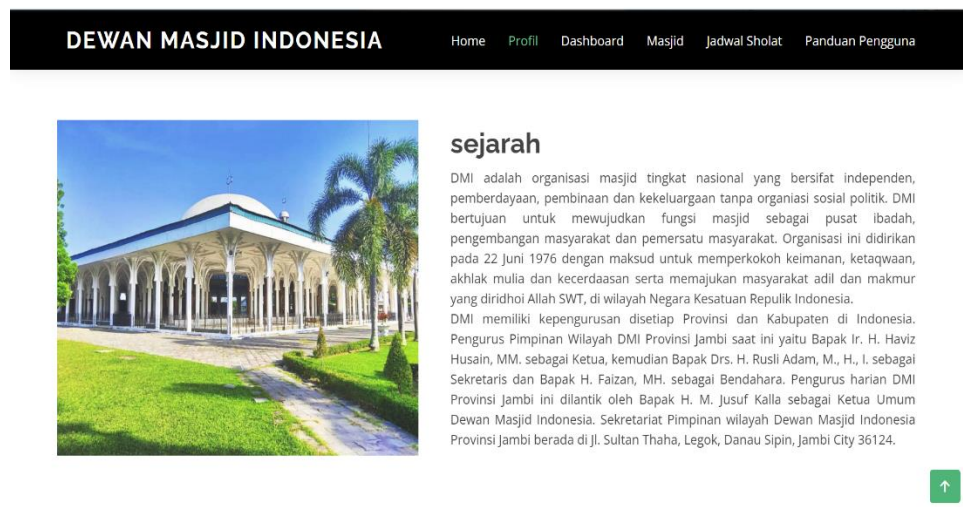 DEWAN MASJID INDONESIA
Home Profil Dashboard Masjid Jadwal Sholat Panduan Pengguna
sejarah
DMI adalah organisasi masjid tingkat nasional yang bersifat independen,
pemberdayaan, pembinaan dan kekeluargaan tanpa organiasi sosial politik. DMI
bertujuan untuk mewujudkan fungsi masjid sebagai pusat ibadah,
pengembangan masyarakat dan pemersatu masyarakat. Organisasi ini didirikan
pada 22 Juni 1976 dengan maksud untuk memperkokoh keimanan, ketaqwaan,
akhlak mulia dan kecerdaasan serta memajukan masyarakat adil dan makmur
yang diridhoi Allah SWT, di wilayah Negara Kesatuan Repulik Indonesia.
DMI memiliki kepengurusan disetiap Provinsi dan Kabupaten di Indonesia.
Pengurus Pimpinan Wilayah DMI Provinsi Jambi saat ini yaitu Bapak Ir. H. Haviz
Husain, MM. sebagai Ketua, kemudian Bapak Drs. H. Rusli Adam, M., H., I. sebagai
Sekretaris dan Bapak H. Faizan, MH. sebagai Bendahara. Pengurus harian DMI
Provinsi Jambi ini dilantik oleh Bapak H. M. Jusuf Kalla sebagai Ketua Umum
Dewan Masjid Indonesia. Sekretariat Pimpinan wilayah Dewan Masjid Indonesia
Provinsi Jambi berada di Jl. Sultan Thaha, Legok, Danau Sipin, Jambi City 36124.